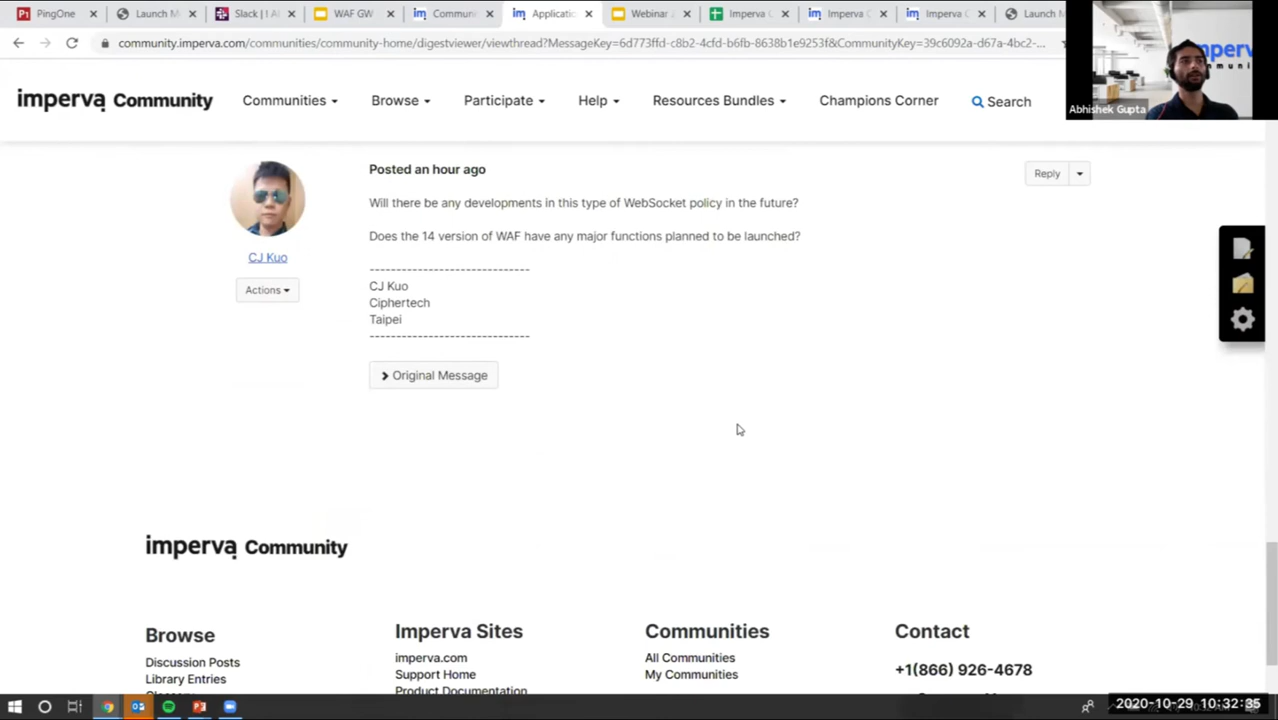 PingOne
Launch M
Slack | I
WAF GW
Communi
Applicatio
Webinar
Imperva C
Imperva C
Imperva C
Launch M
community.imperva.com/communities/community-home/digestviewer/viewthread?MessageKey=6d773ffd-c8b2-4cfd-b6fb-8638b1e9253f&CommunityKey=39c6092a-d67a-4bc2-...
imperva Community
Communities
Browse
Participate
Help
Resources Bundles
Champions Corner
Search
Abhishek Gupta
Posted an hour ago
Reply
Will there be any developments in this type of WebSocket policy in the future?
Does the 14 version of WAF have any major functions planned to be launched?
CJ Kuo
Actions
------------------------------
CJ Kuo
Ciphertech
Taipei
------------------------------
Original Message
imperva Community
Browse
Imperva Sites
Communities
Contact
Discussion Posts
imperva.com
All Communities
+1(866) 926-4678
Library Entries
Support Home
My Communities
Glossary
Product Documentation
2020-10-29 10:32:35